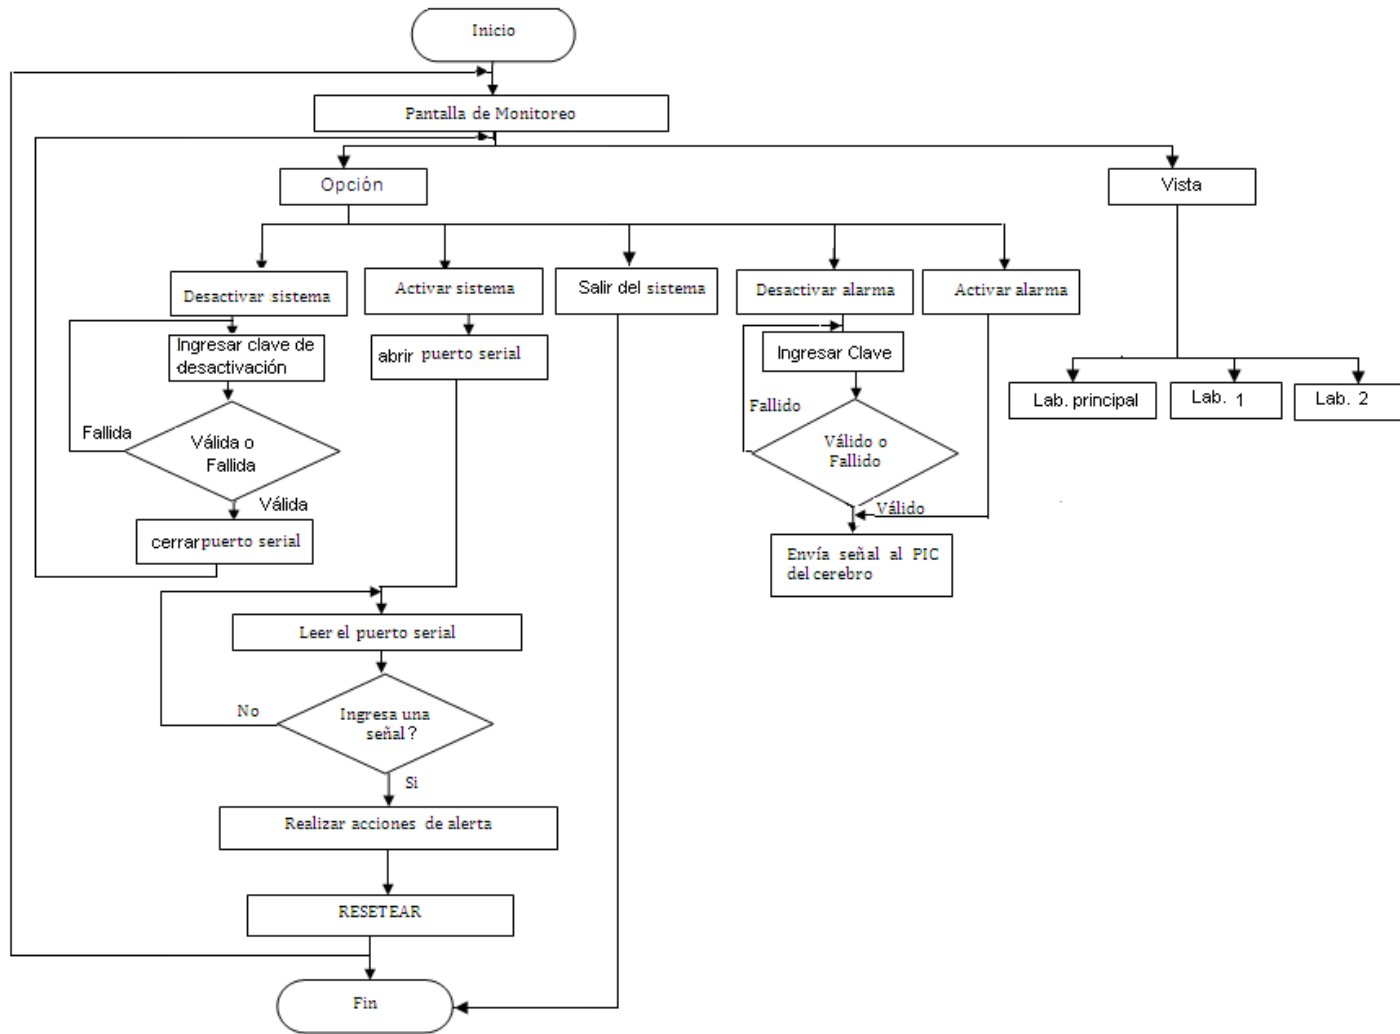 Inicio
Pantalla de Monitoreo
Opción
Vista
Desactivar sistema
Activar sistema
Salir del sistema
Desactivar alarma
Activar alarma
Ingresar clave de
desactivación
abrir puerto serial
Ingresar Clave
Lab. principal
Lab. 1
Lab. 2
Fallida
Válida o
Fallida
Válida
Fallido
Válido o
Fallido
Válido
cerrar puerto serial
Envía señal al PIC
del cerebro
Leer el puerto serial
No
Ingresa una
señal?
Si
Realizar acciones de alerta
RESETEAR
Fin